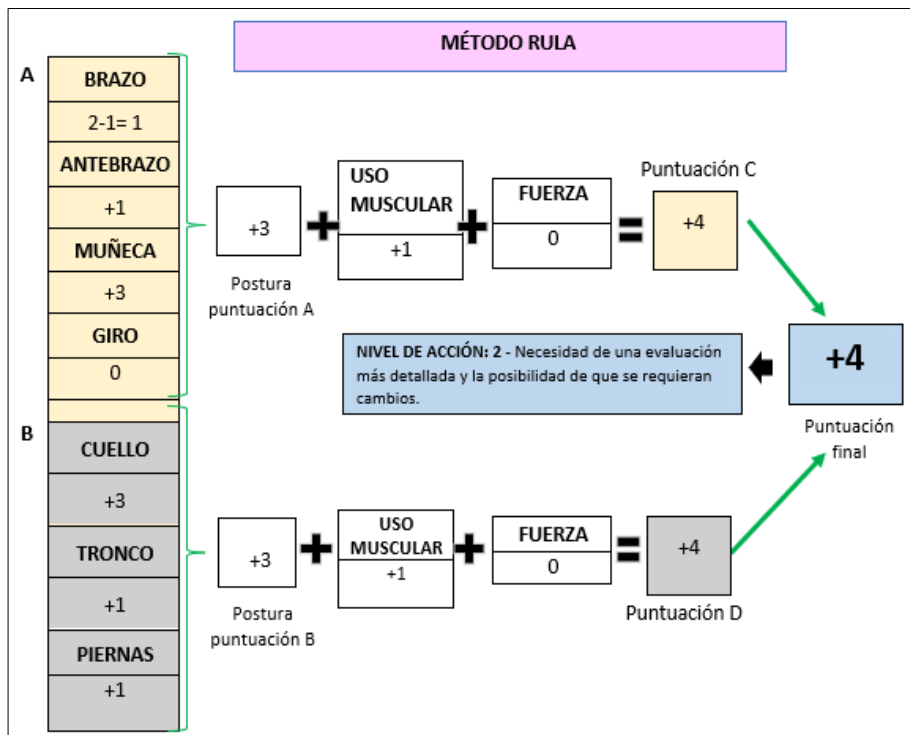 MÉTODO RULA
A
BRAZO
2-1= 1
ANTEBRAZO
+1
MUÑECA
+3
GIRO
0
+3
Postura
puntuación A
USO
MUSCULAR
+1
FUERZA
0
Puntuación C
+4
NIVEL DE ACCIÓN: 2 - Necesidad de una evaluación
más detallada y la posibilidad de que se requieran
cambios.
+4
Puntuación
final
B
CUELLO
+3
TRONCO
+1
PIERNAS
+1
+3
Postura
puntuación B
USO
MUSCULAR
+1
FUERZA
0
+4
Puntuación D